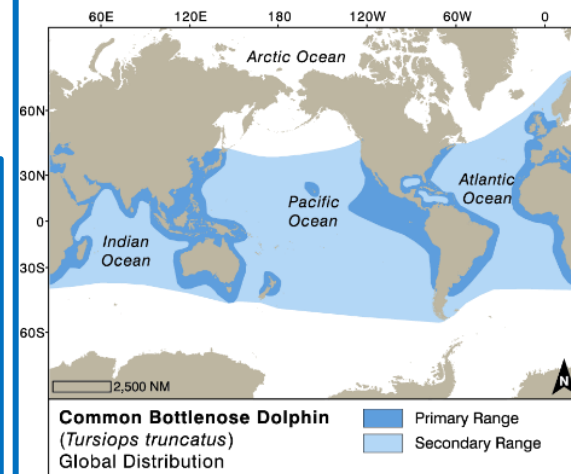 60E 120E 180 120W 60W 0
Arctic Ocean
60N
30N
Atlantic
Ocean
Pacific
Ocean
0
Indian
Ocean
30S
60S
2,500 NM
N
Common Bottlenose Dolphin
(Tursiops truncatus)
Global Distribution
Primary Range
Secondary Range